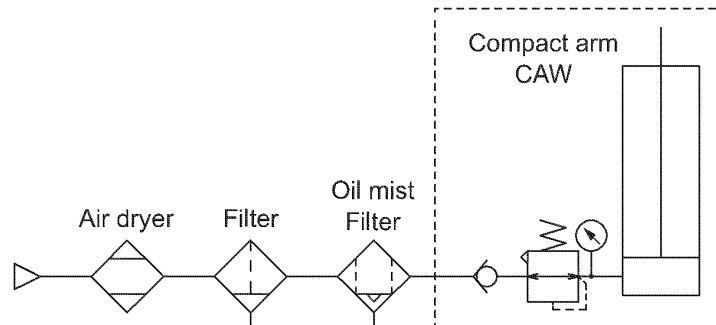 Compact arm
CAW
Oil mist
Filter
Air dryer
Filter